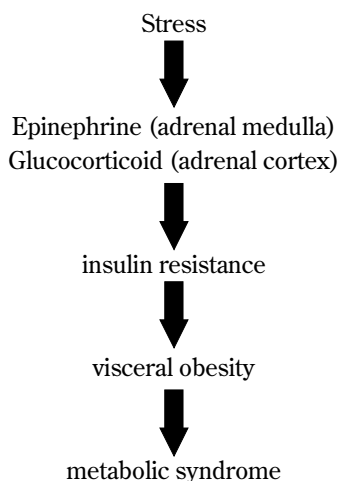 Stress
Epinephrine (adrenal medulla)
Glucocorticoid (adrenal cortex)
insulin resistance
visceral obesity
metabolic syndrome